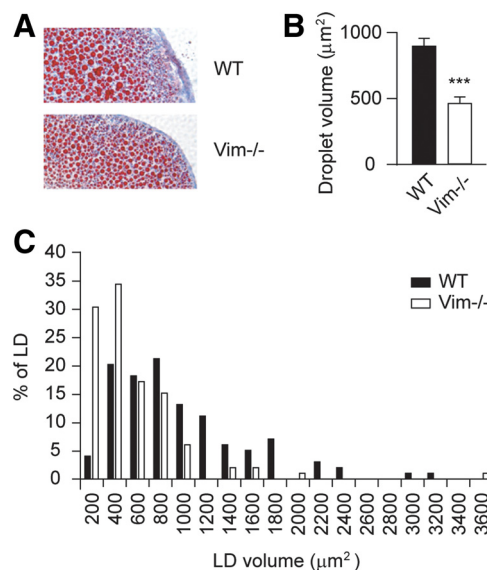 A
WT
Vim-/-
B
Droplet volume (μm²)
1000
500
0
***
WT
Vim-/-
C
% of LD
40
35
30
25
20
15
10
5
0
WT
Vim-/-
200 400 600 800 1000 1200 1400 1600 1800 2000 2200 2400 2600 2800 3000 3200 3400 3600
LD volume (μm²)